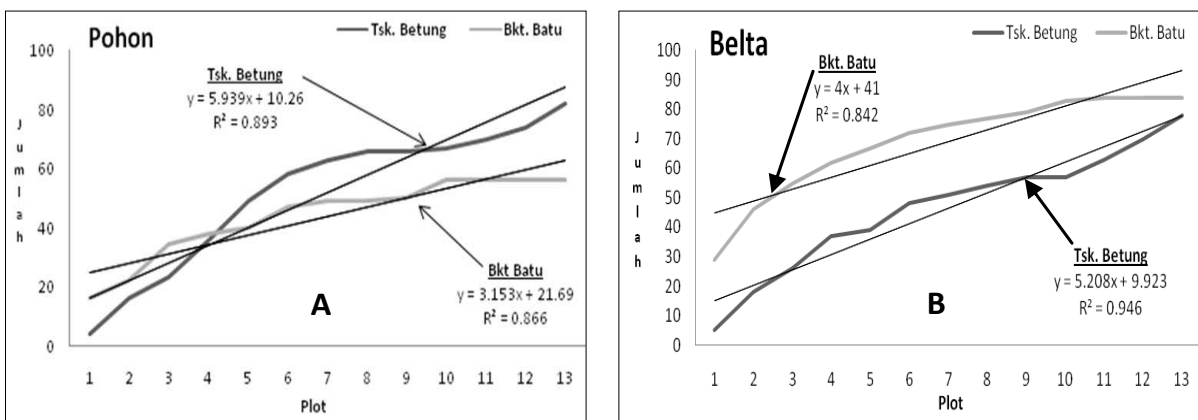 Pohon
Tsk. Betung Bkt. Batu
100
80
60
40
20
0
Jumlah
Tsk. Betung
y = 5.939x + 10.26
R² = 0.893
Bkt Batu
y = 3.153x + 21.69
R² = 0.866
A
1 2 3 4 5 6 7 8 9 10 11 12 13
Plot
Belta
Tsk. Betung Bkt. Batu
100
90
80
70
60
50
40
30
20
10
0
Jumlah
Bkt. Batu
y = 4x + 41
R² = 0.842
Tsk. Betung
y = 5.208x + 9.923
R² = 0.946
B
1 2 3 4 5 6 7 8 9 10 11 12 13
Plot